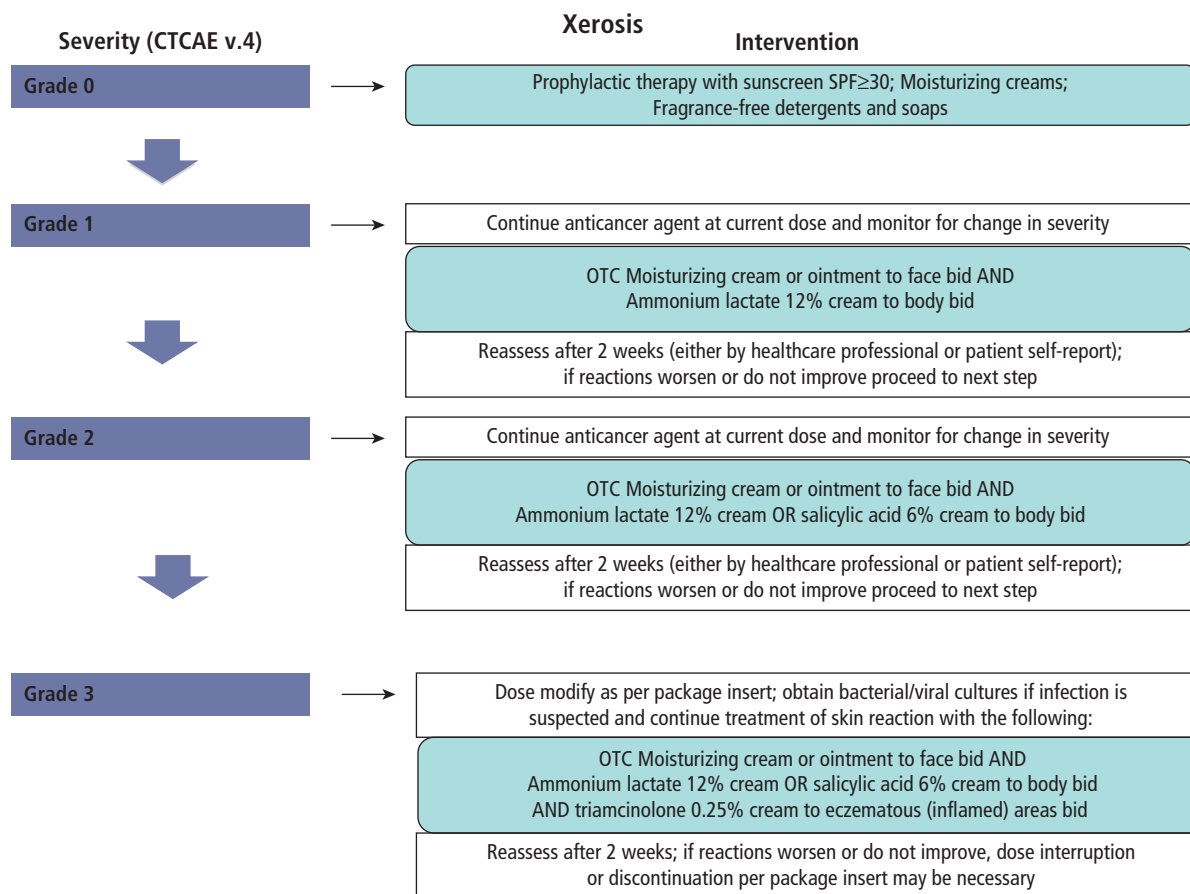 Xerosis
Severity (CTCAE v.4)
Intervention
Grade 0
Prophylactic therapy with sunscreen SPF≥30; Moisturizing creams;
Fragrance-free detergents and soaps
Grade 1
Continue anticancer agent at current dose and monitor for change in severity
OTC Moisturizing cream or ointment to face bid AND
Ammonium lactate 12% cream to body bid
Reassess after 2 weeks (either by healthcare professional or patient self-report);
if reactions worsen or do not improve proceed to next step
Grade 2
Continue anticancer agent at current dose and monitor for change in severity
OTC Moisturizing cream or ointment to face bid AND
Ammonium lactate 12% cream OR salicylic acid 6% cream to body bid
Reassess after 2 weeks (either by healthcare professional or patient self-report);
if reactions worsen or do not improve proceed to next step
Grade 3
Dose modify as per package insert; obtain bacterial/viral cultures if infection is
suspected and continue treatment of skin reaction with the following:
OTC Moisturizing cream or ointment to face bid AND
Ammonium lactate 12% cream OR salicylic acid 6% cream to body bid
AND triamcinolone 0.25% cream to eczematous (inflamed) areas bid
Reassess after 2 weeks; if reactions worsen or do not improve, dose interruption
or discontinuation per package insert may be necessary